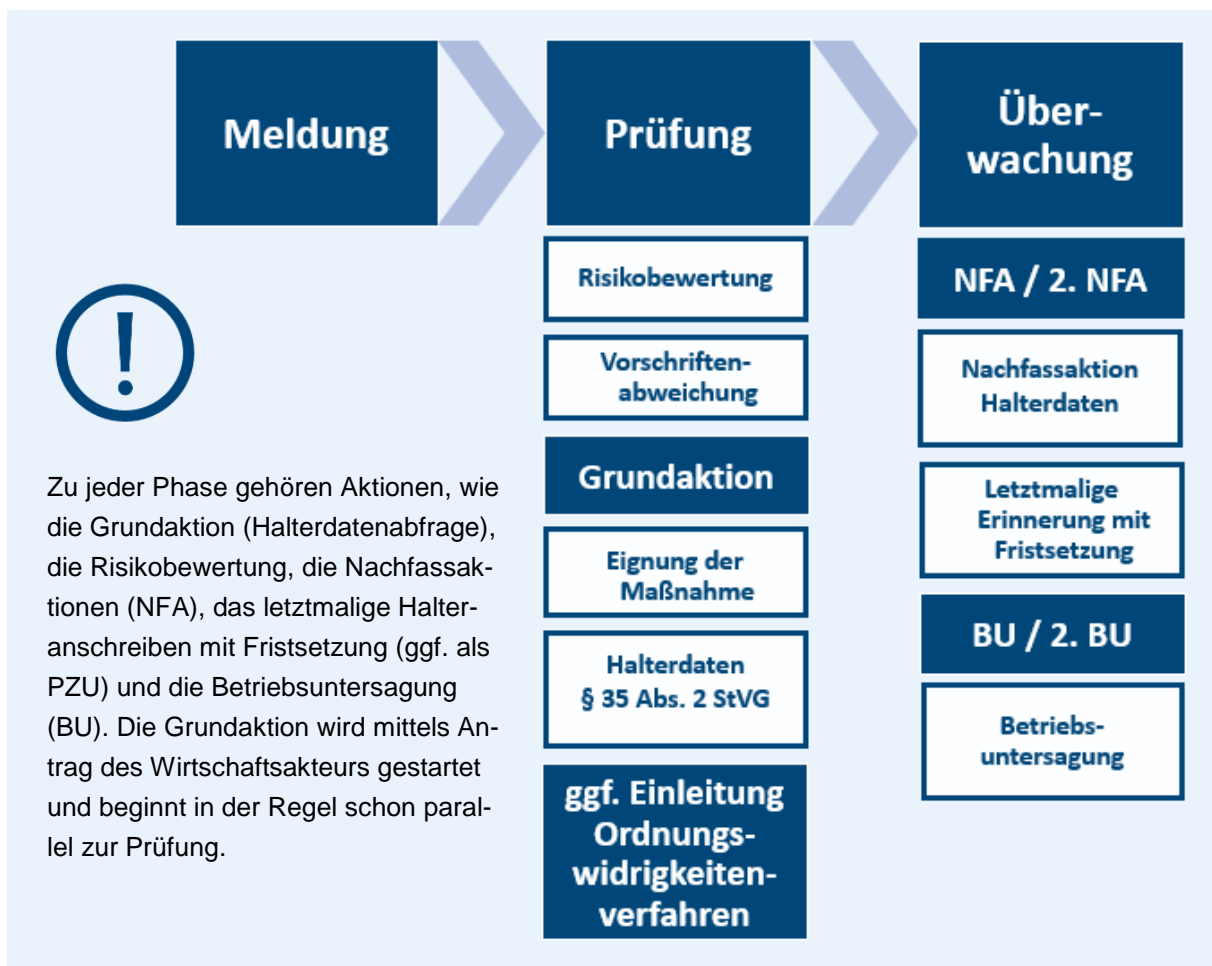 Meldung
Prüfung
Über-
wachung
Risikobewertung
Vorschriften-
abweichung
Grundaktion
Eignung der
Maßnahme
Halterdaten
§ 35 Abs. 2 StVG
ggf. Einleitung
Ordnungs-
widrigkeiten-
verfahren
NFA / 2. NFA
Nachfassaktion
Halterdaten
Letztmalige
Erinnerung mit
Fristsetzung
BU / 2. BU
Betriebs-
untersagung
!
Zu jeder Phase gehören Aktionen, wie
die Grundaktion (Halterdatenabfrage),
die Risikobewertung, die Nachfassak-
tionen (NFA), das letztmalige Halter-
anschreiben mit Fristsetzung (ggf. als
PZU) und die Betriebsuntersagung
(BU). Die Grundaktion wird mittels An-
trag des Wirtschaftsakteurs gestartet
und beginnt in der Regel schon paral-
lel zur Prüfung.